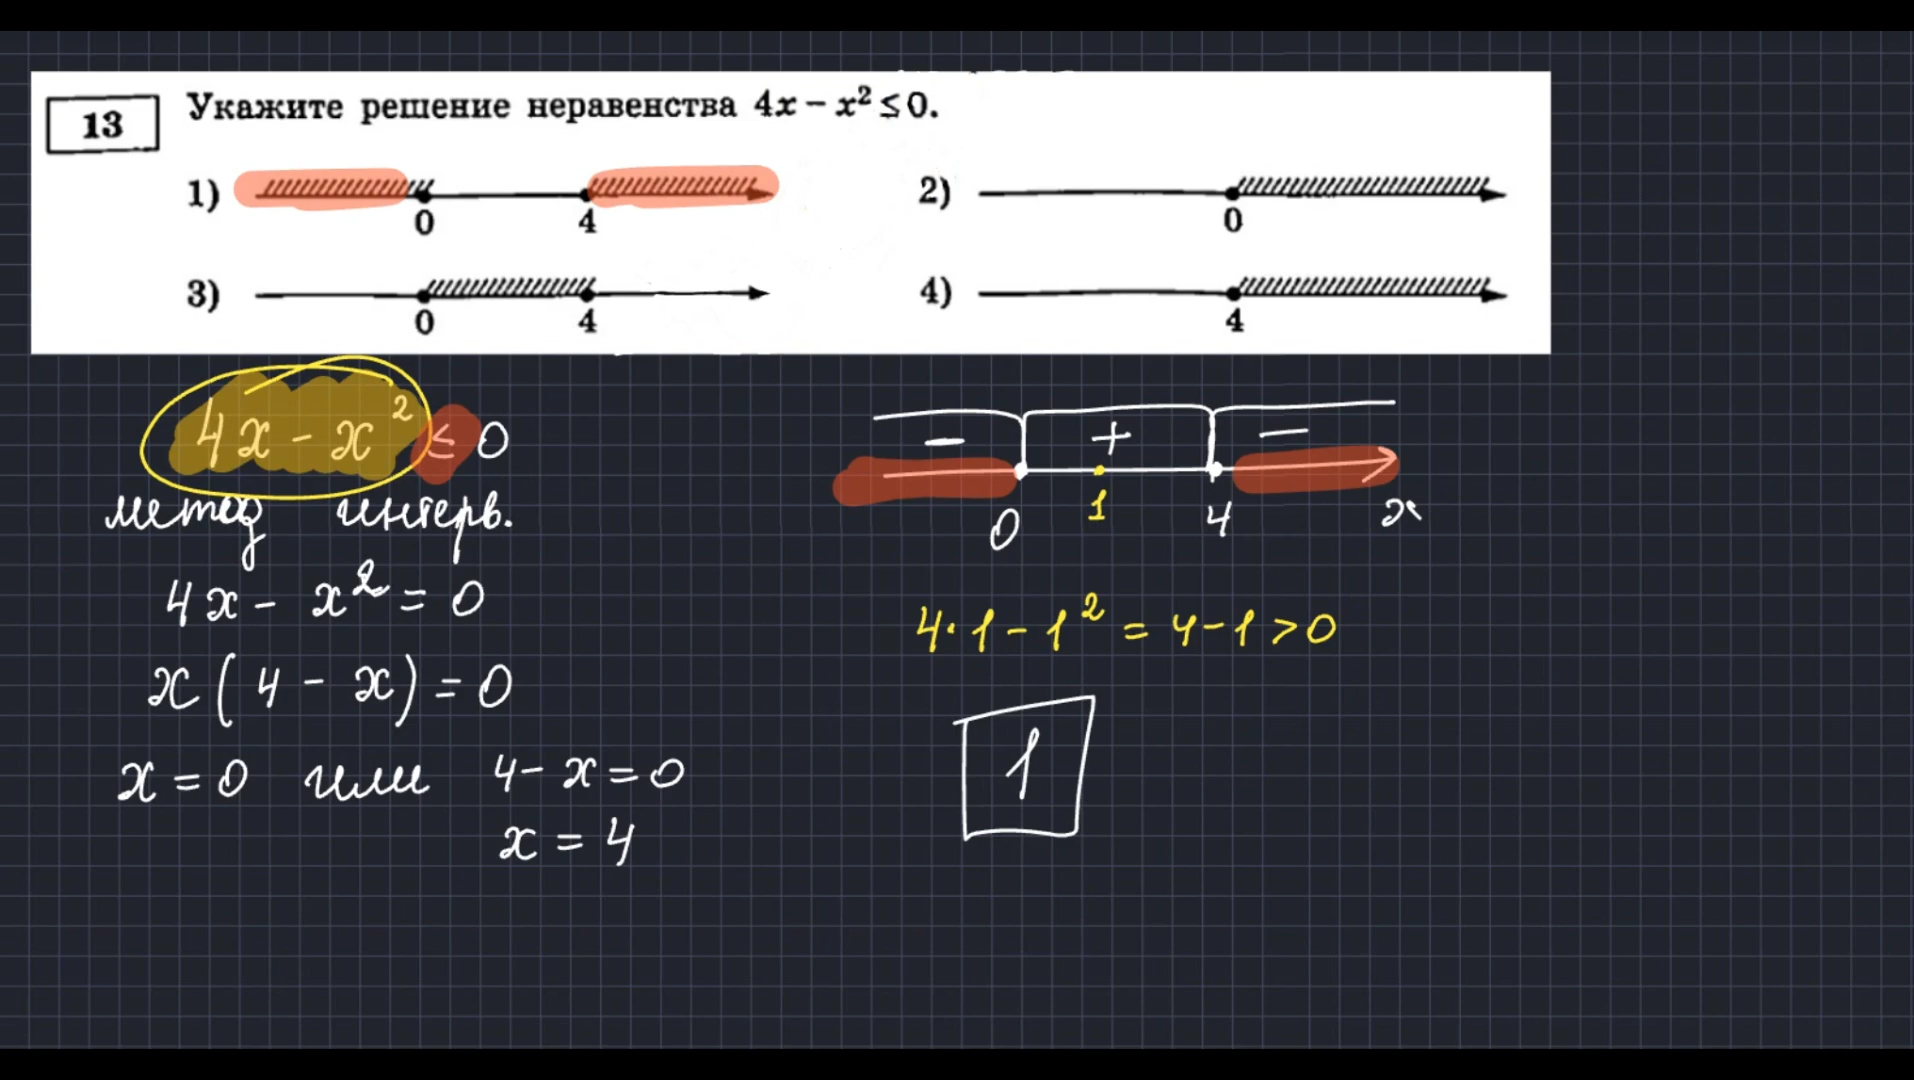 13
Укажите решение неравенства 4x − x² ≤ 0.
1) 0 4
2) 0
3) 0 4
4) 4
4x − x² ≤ 0
метод интерв.
4x − x² = 0
x(4 − x) = 0
x = 0 или 4 − x = 0
x = 4
− + −
0 1 4 x
4·1 − 1² = 4 − 1 > 0
1